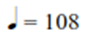 ♩ = 108